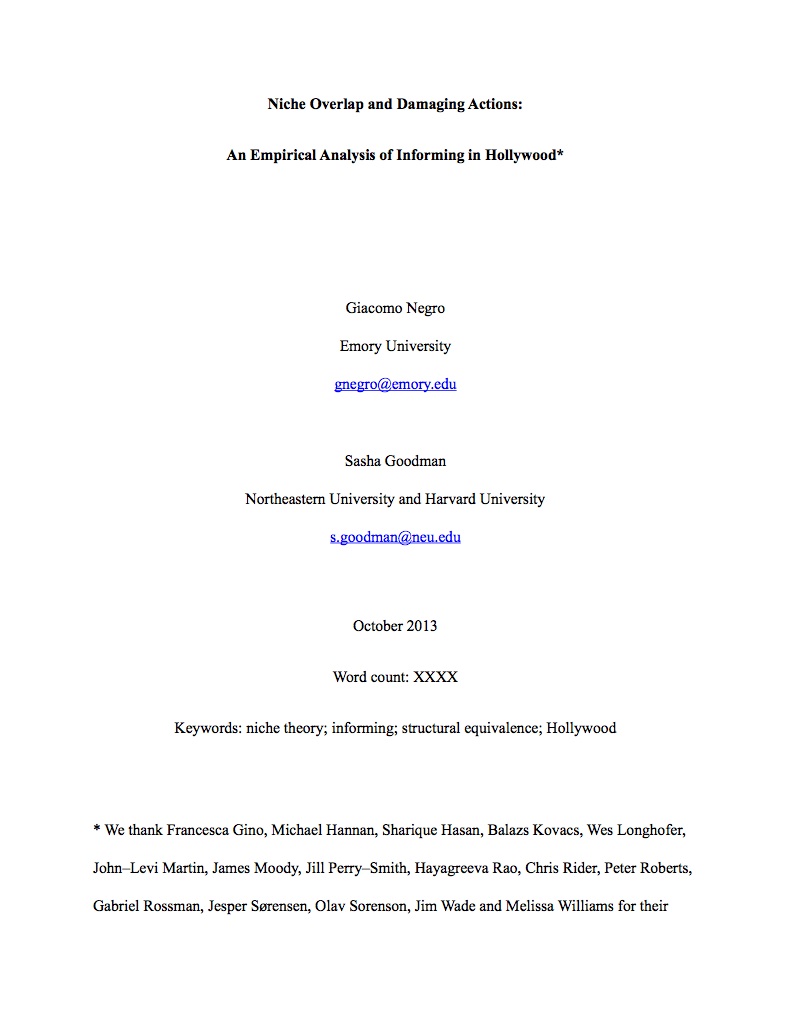 Niche Overlap and Damaging Actions:
An Empirical Analysis of Informing in Hollywood*
Giacomo Negro
Emory University
gnegro@emory.edu
Sasha Goodman
Northeastern University and Harvard University
s.goodman@neu.edu
October 2013
Word count: XXXX
Keywords: niche theory; informing; structural equivalence; Hollywood
* We thank Francesca Gino, Michael Hannan, Sharique Hasan, Balazs Kovacs, Wes Longhofer,
John–Levi Martin, James Moody, Jill Perry–Smith, Hayagreeva Rao, Chris Rider, Peter Roberts,
Gabriel Rossman, Jesper Sørensen, Olav Sorenson, Jim Wade and Melissa Williams for their